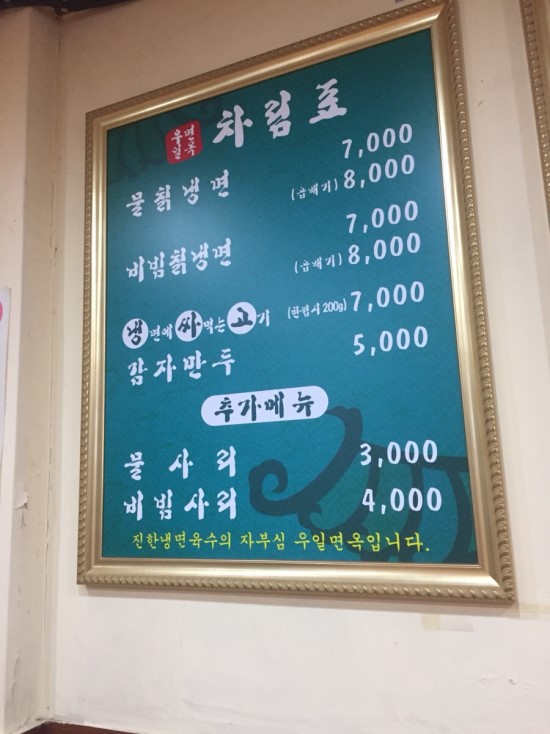 우일면옥 차림표
물칡냉면 7,000
(곱배기) 8,000
비빔칡냉면 7,000
(곱배기) 8,000
냉면에싸먹는고기 (한접시 200g) 7,000
감자만두 5,000
추가메뉴
물사리 3,000
비빔사리 4,000
진한냉면육수의 자부심 우일면옥입니다.